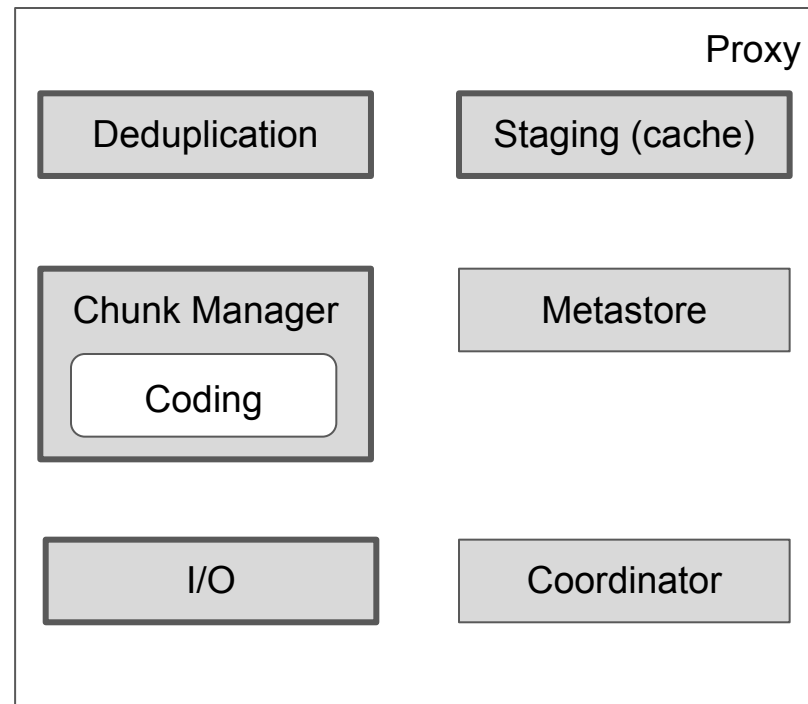 Proxy
Deduplication
Staging (cache)
Chunk Manager
Metastore
Coding
I/O
Coordinator